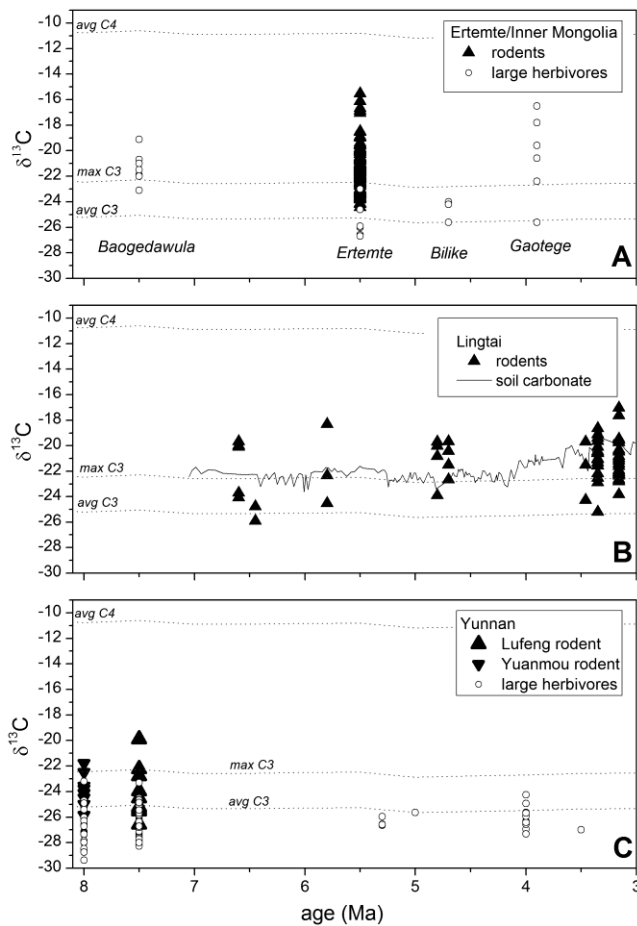 -10
-12
-14
-16
-18
-20
-22
-24
-26
-28
-30
δ13C
avg C4
max C3
avg C3
Ertemte/Inner Mongolia
rodents
large herbivores
Baogedawula
Ertemte
Bilike
Gaotege
A
-10
-12
-14
-16
-18
-20
-22
-24
-26
-28
-30
δ13C
avg C4
max C3
avg C3
Lingtai
rodents
soil carbonate
B
-10
-12
-14
-16
-18
-20
-22
-24
-26
-28
-30
δ13C
avg C4
max C3
avg C3
Yunnan
Lufeng rodent
Yuanmou rodent
large herbivores
C
8 7 6 5 4 3
age (Ma)